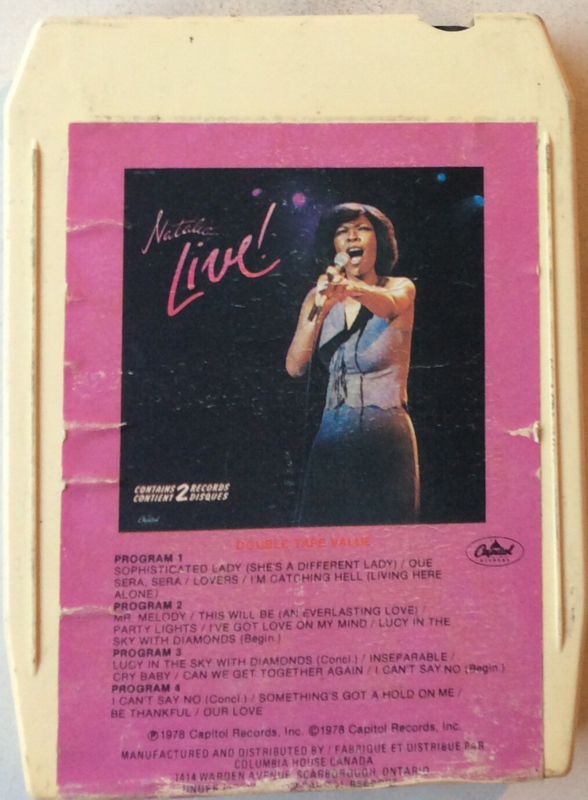 Natalie
Live!
CONTAINS 2 RECORDS
CONTIENT 2 DISQUES
Capitol
DOUBLE TAPE VALUE
Capitol
RECORDS
PROGRAM 1
SOPHISTICATED LADY (SHE'S A DIFFERENT LADY) / QUE
SERA, SERA / LOVERS / I'M CATCHING HELL (LIVING HERE
ALONE)
PROGRAM 2
MR. MELODY / THIS WILL BE (AN EVERLASTING LOVE) /
PARTY LIGHTS / I'VE GOT LOVE ON MY MIND / LUCY IN THE
SKY WITH DIAMONDS (Begin.)
PROGRAM 3
LUCY IN THE SKY WITH DIAMONDS (Concl.) / INSEPARABLE /
CRY BABY / CAN WE GET TOGETHER AGAIN / I CAN'T SAY NO (Begin.)
PROGRAM 4
I CAN'T SAY NO (Concl.) / SOMETHING'S GOT A HOLD ON ME /
BE THANKFUL / OUR LOVE
℗1978 Capitol Records, Inc. ©1978 Capitol Records, Inc.
MANUFACTURED AND DISTRIBUTED BY / FABRIQUE ET DISTRIBUE PAR
COLUMBIA HOUSE CANADA
1414 WARDEN AVENUE, SCARBOROUGH, ONTARIO
UNDER